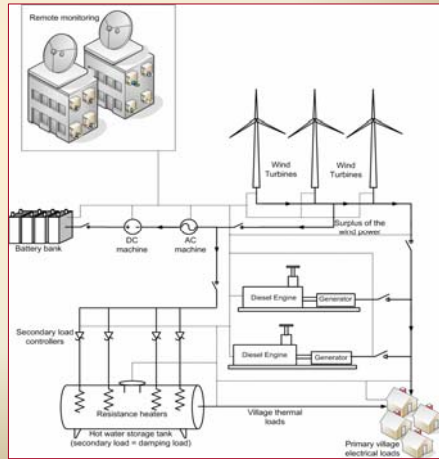 Remote monitoring
Wind
Turbines
Wind
Turbines
Surplus of the
wind power
Battery bank
DC
machine
AC
machine
Diesel Engine
Generator
Secondary load
controllers
Diesel Engine
Generator
Resistance heaters
Village thermal
loads
Hot water storage tank
(secondary load = damping load)
Primary village
electrical loads